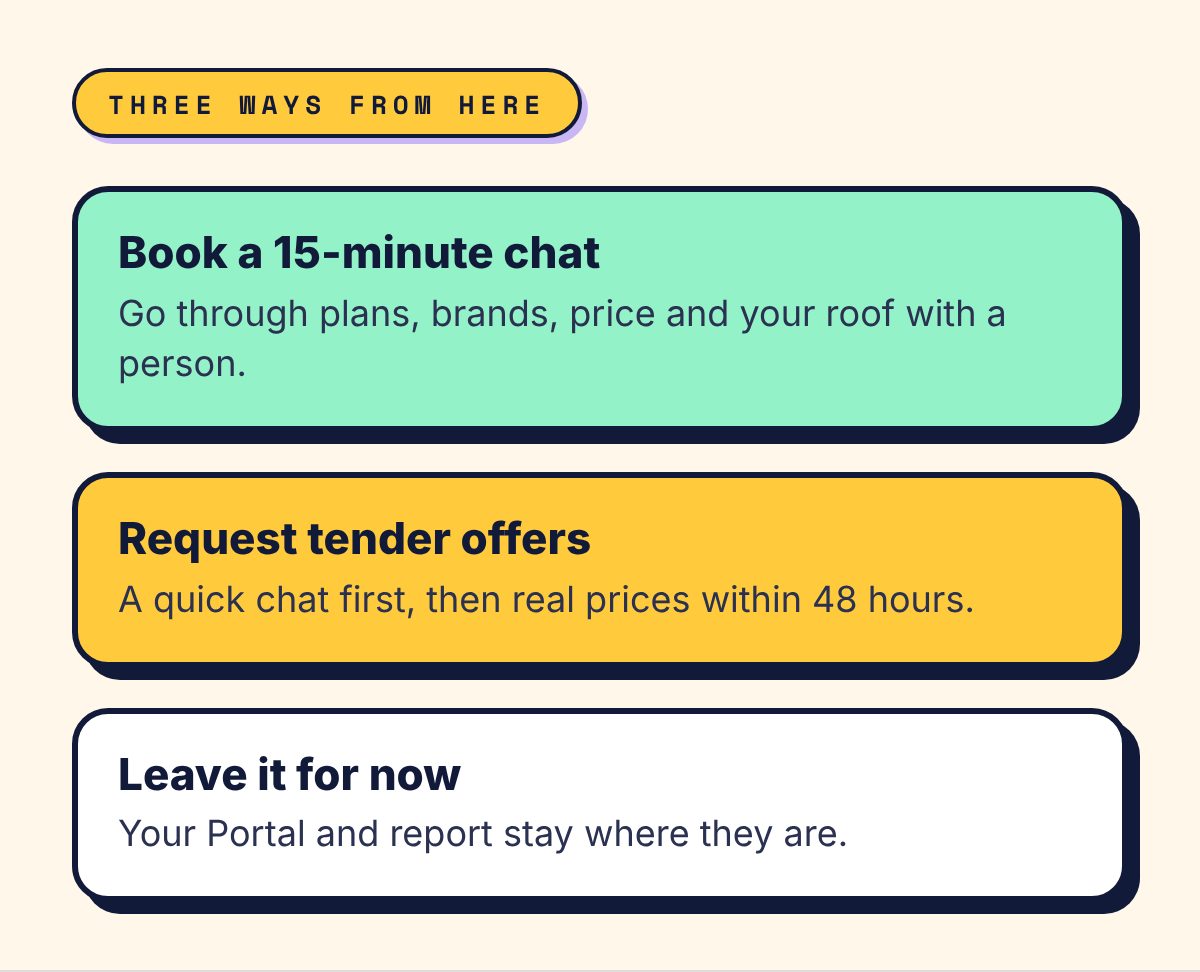 THREE WAYS FROM HERE
Book a 15-minute chat
Go through plans, brands, price and your roof with a
person.
Request tender offers
A quick chat first, then real prices within 48 hours.
Leave it for now
Your Portal and report stay where they are.